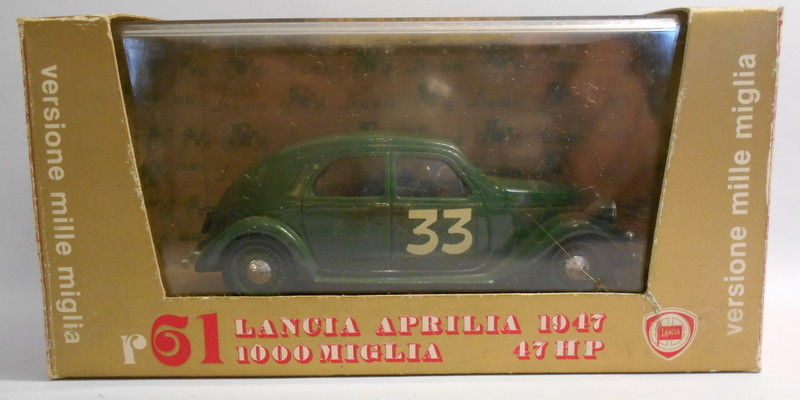 versione mille miglia
33
versione mille miglia
r61
LANCIA APRILIA 1947
1000 MIGLIA 47 HP
LANCIA